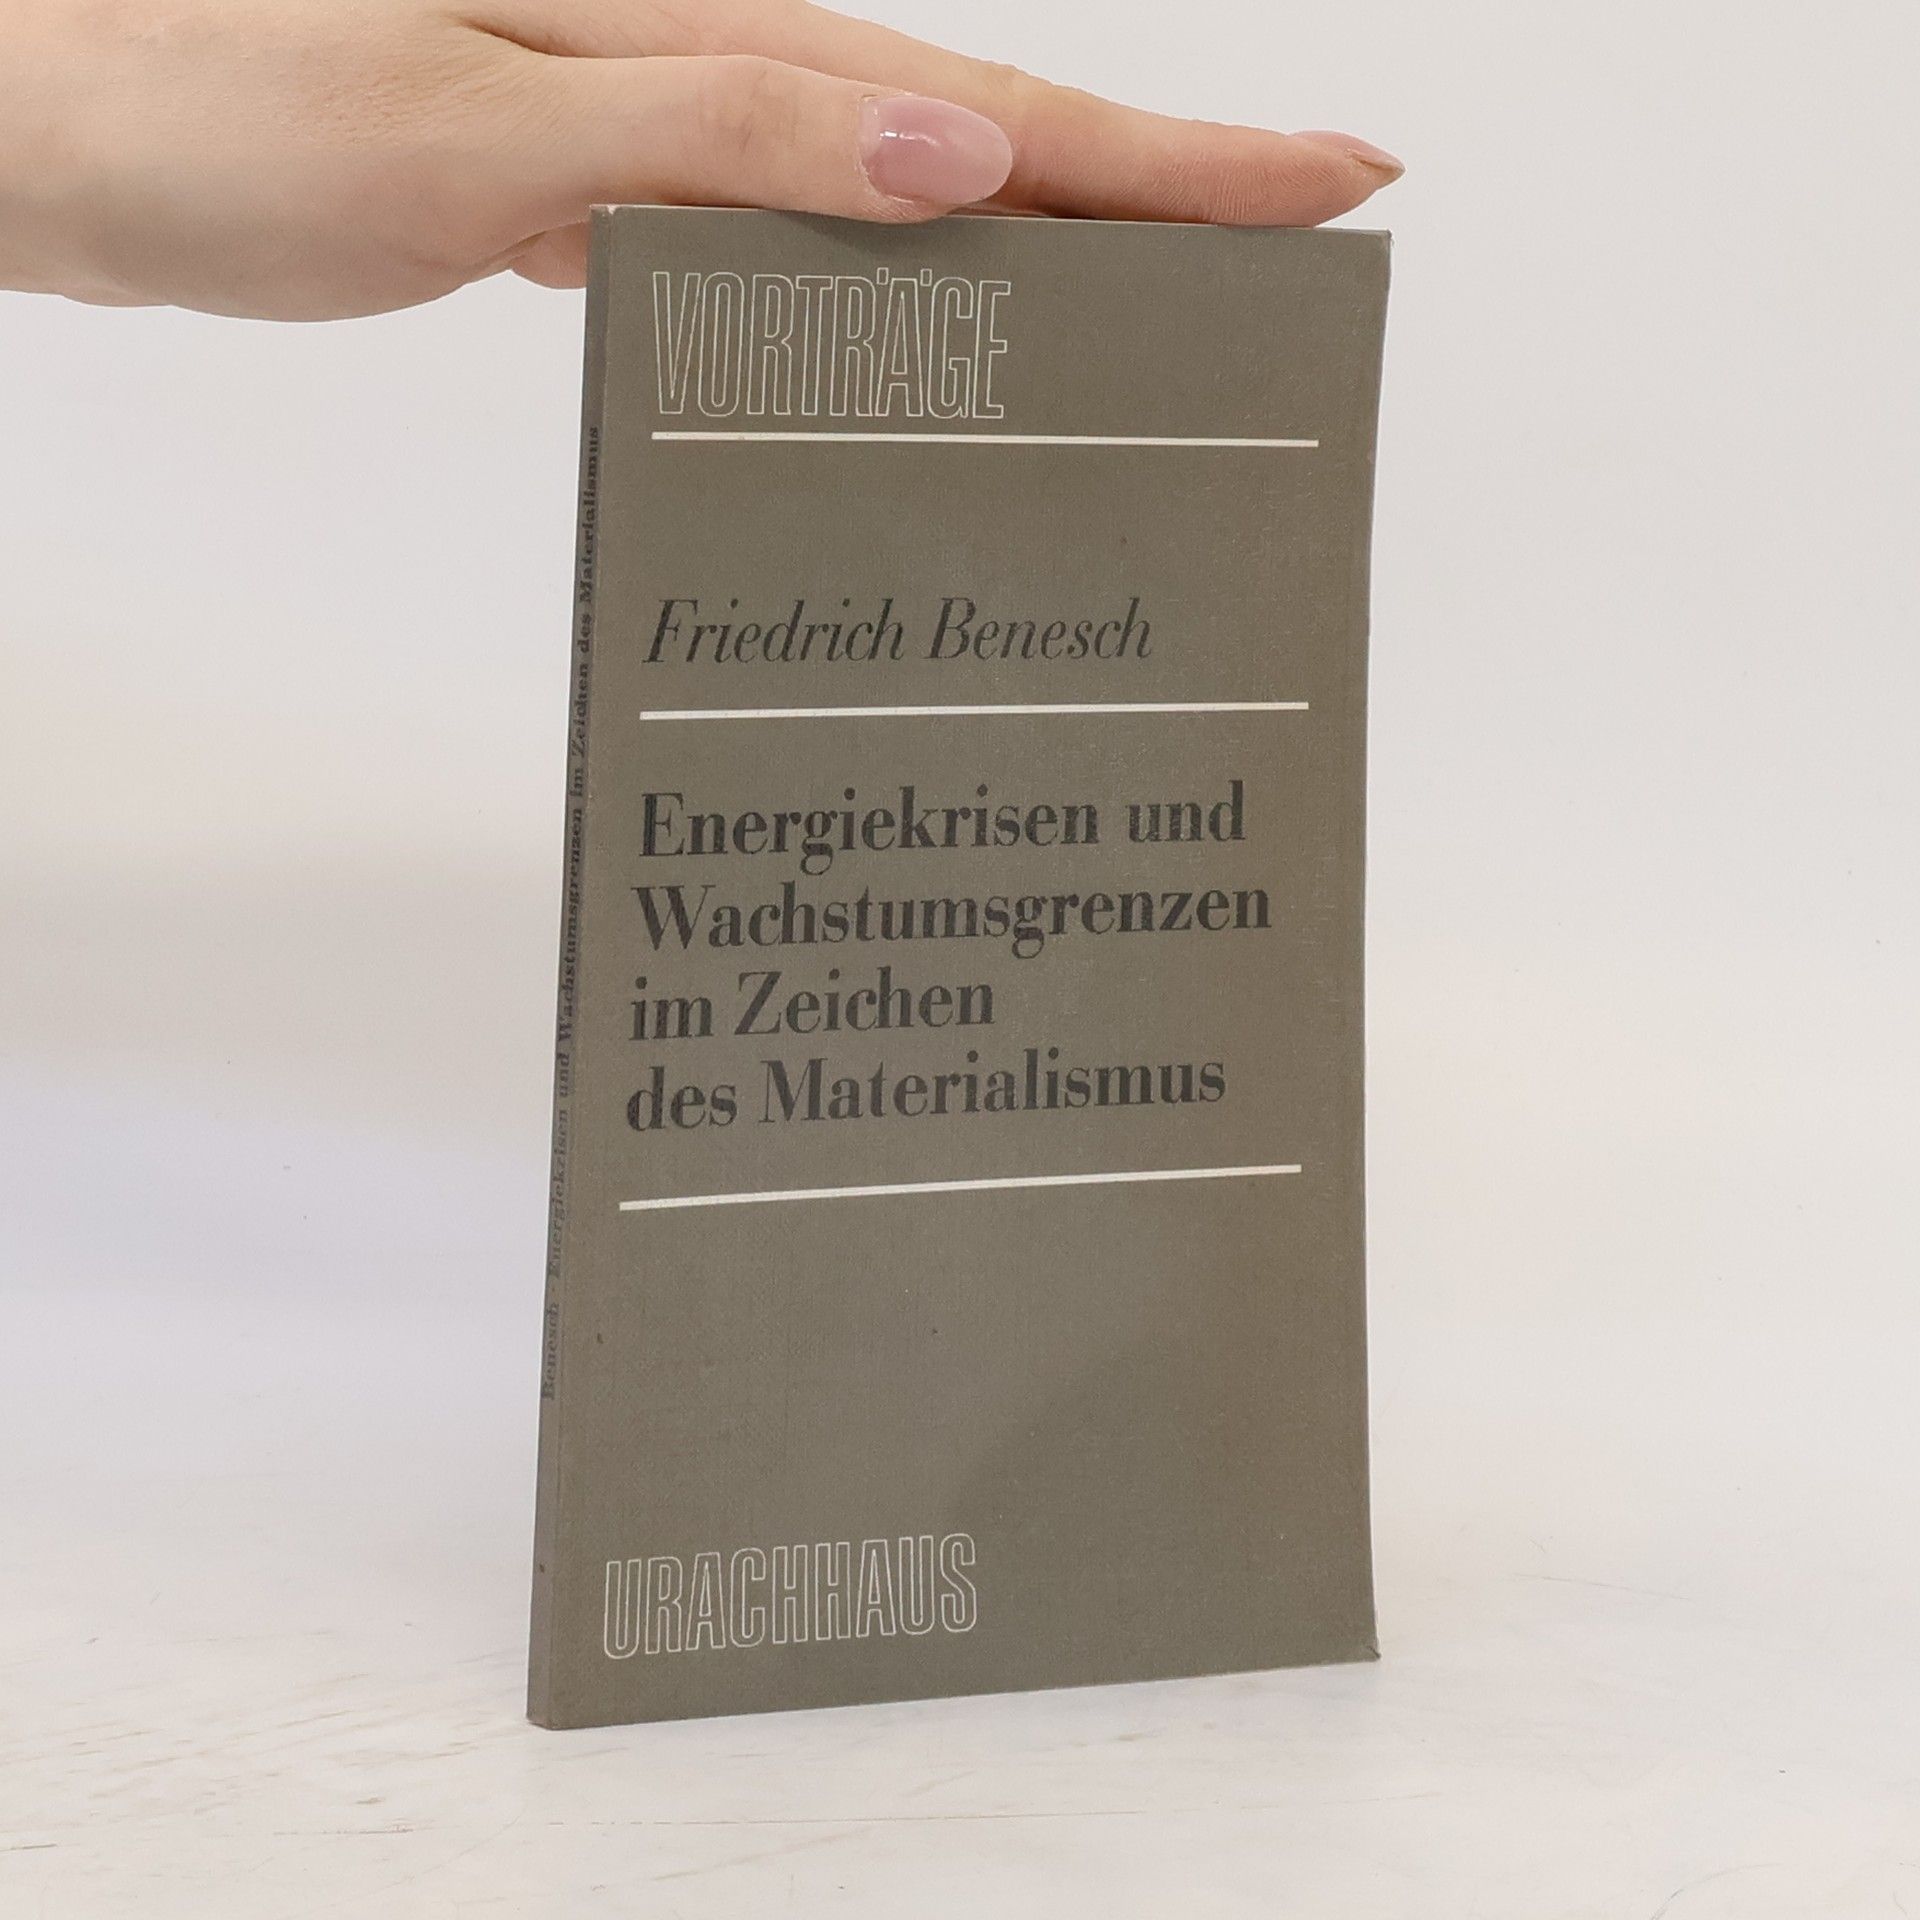 VORTRÄGE
Friedrich Benesch
Energiekrisen und
Wachstumsgrenzen
im Zeichen
des Materialismus
URACHHAUS
Benesch · Energiekrisen und Wachstumsgrenzen im Zeichen des Materialismus